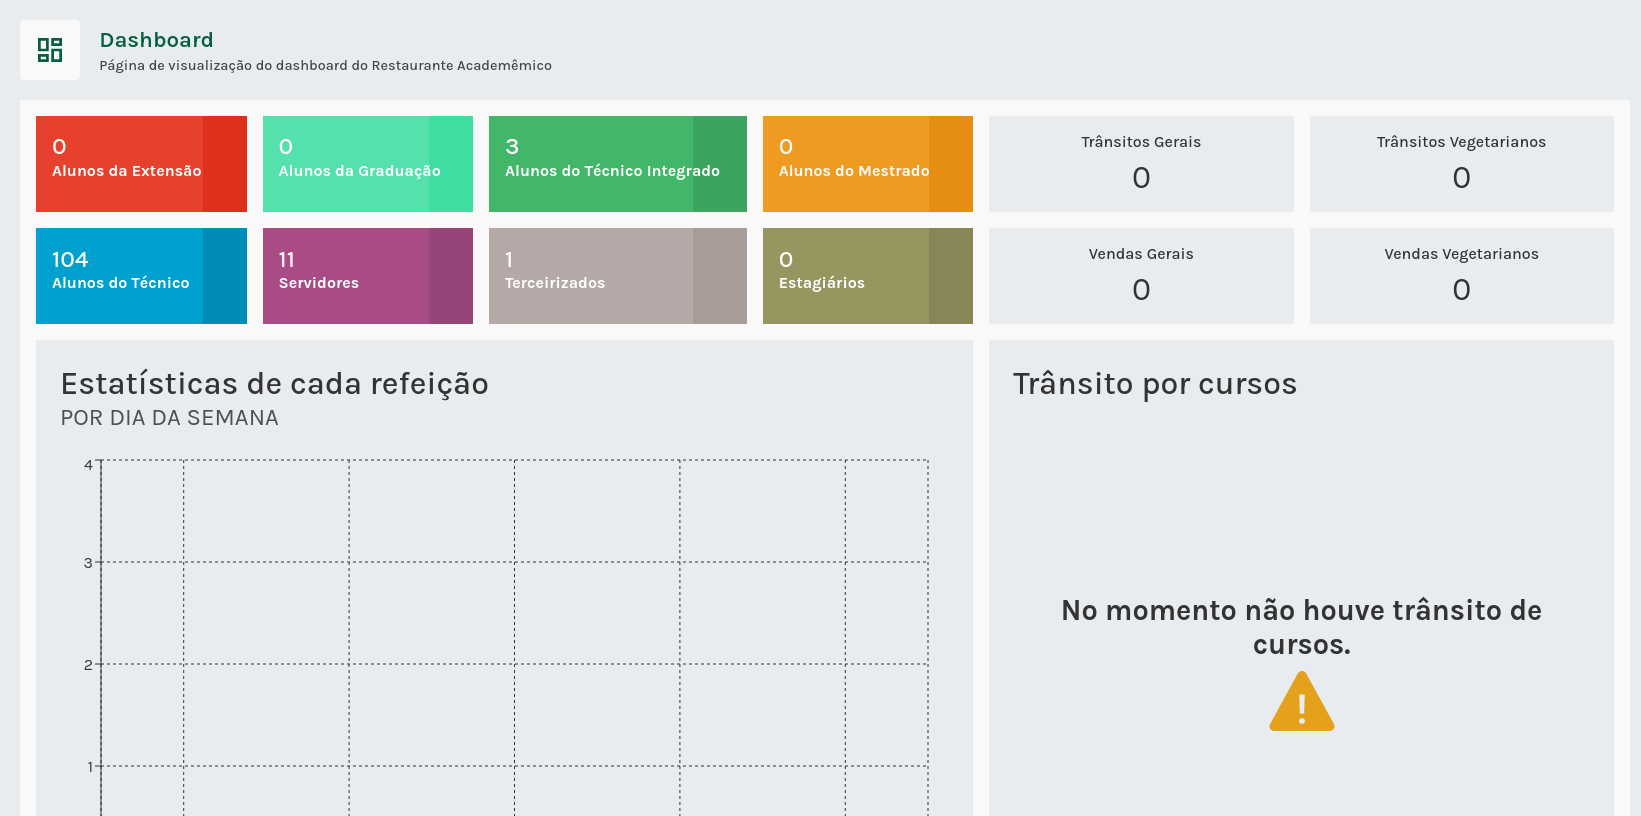 Dashboard
Página de visualização do dashboard do Restaurante Academêmico
0
Alunos da Extensão
0
Alunos da Graduação
3
Alunos do Técnico Integrado
0
Alunos do Mestrado
Trânsitos Gerais
0
Trânsitos Vegetarianos
0
104
Alunos do Técnico
11
Servidores
1
Terceirizados
0
Estagiários
Vendas Gerais
0
Vendas Vegetarianos
0
Estatísticas de cada refeição
POR DIA DA SEMANA
4
3
2
1
Trânsito por cursos
No momento não houve trânsito de
cursos.